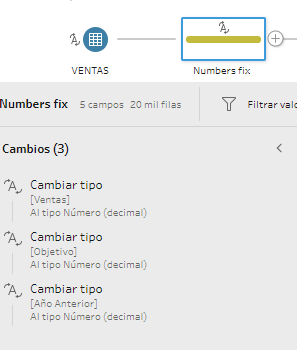 VENTAS
Numbers fix
Numbers fix 5 campos 20 mil filas Filtrar valo
Cambios (3)
Cambiar tipo
[Ventas]
Al tipo Número (decimal)
Cambiar tipo
[Objetivo]
Al tipo Número (decimal)
Cambiar tipo
[Año Anterior]
Al tipo Número (decimal)